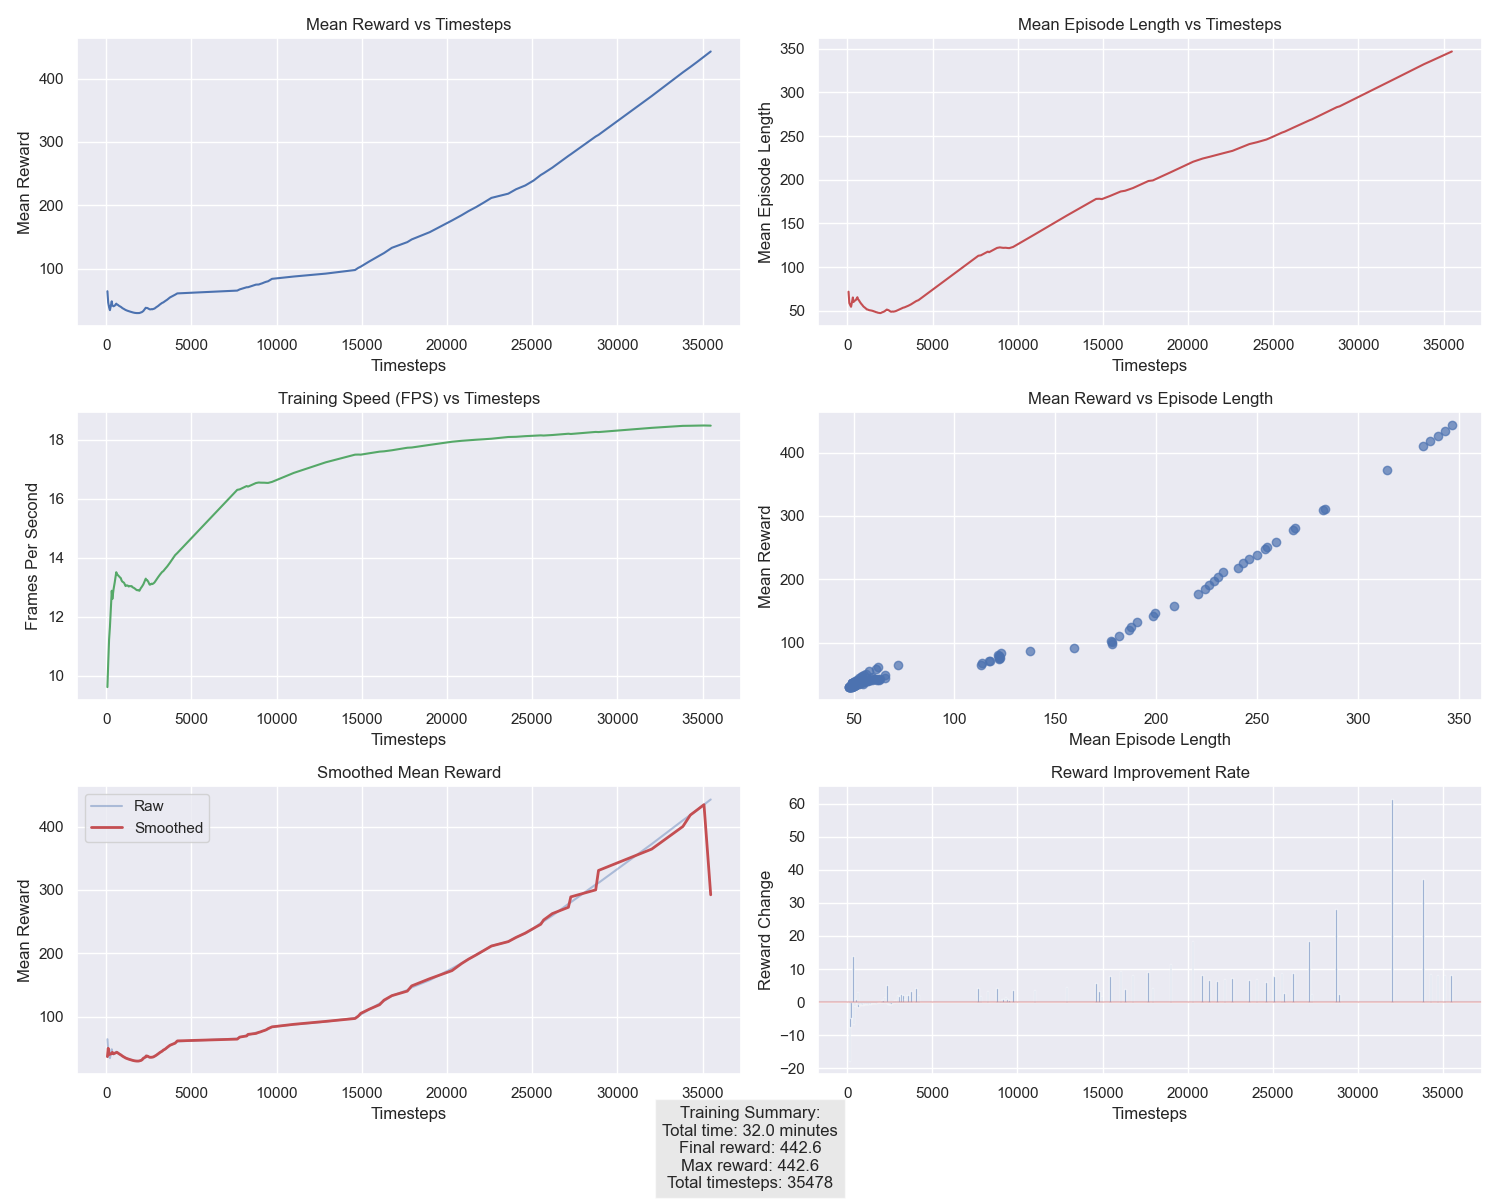 Mean Reward vs Timesteps
Mean Reward
400
300
200
100
0 5000 10000 15000 20000 25000 30000 35000
Timesteps
Mean Episode Length vs Timesteps
Mean Episode Length
350
300
250
200
150
100
50
0 5000 10000 15000 20000 25000 30000 35000
Timesteps
Training Speed (FPS) vs Timesteps
Frames Per Second
18
16
14
12
10
0 5000 10000 15000 20000 25000 30000 35000
Timesteps
Mean Reward vs Episode Length
Mean Reward
400
300
200
100
50 100 150 200 250 300 350
Mean Episode Length
Smoothed Mean Reward
Raw
Smoothed
Mean Reward
400
300
200
100
0 5000 10000 15000 20000 25000 30000 35000
Timesteps
Reward Improvement Rate
Reward Change
60
50
40
30
20
10
0
−10
−20
0 5000 10000 15000 20000 25000 30000 35000
Timesteps
Training Summary:
Total time: 32.0 minutes
Final reward: 442.6
Max reward: 442.6
Total timesteps: 35478